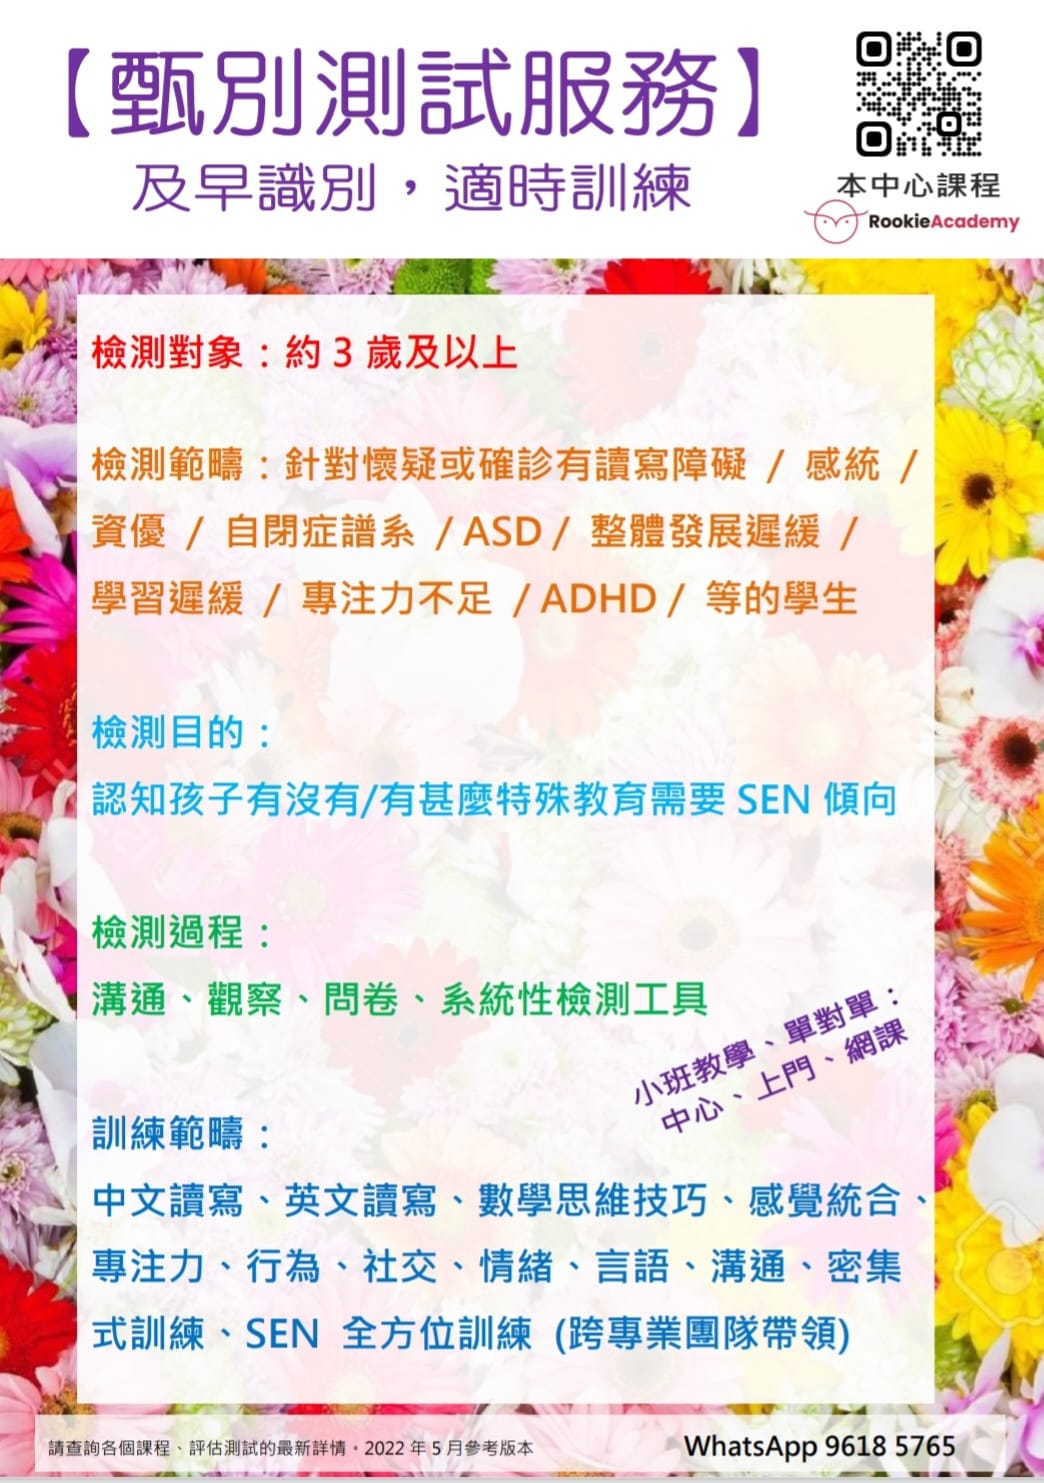 【甄別測試服務】
及早識別，適時訓練
本中心課程
RookieAcademy
檢測對象：約 3 歲及以上
檢測範疇：針對懷疑或確診有讀寫障礙 / 感統 /
資優 / 自閉症譜系 / ASD / 整體發展遲緩 /
學習遲緩 / 專注力不足 / ADHD / 等的學生
檢測目的：
認知孩子有沒有/有甚麼特殊教育需要 SEN 傾向
檢測過程：
溝通、觀察、問卷、系統性檢測工具
小班教學、單對單：
中心、上門、網課
訓練範疇：
中文讀寫、英文讀寫、數學思維技巧、感覺統合、
專注力、行為、社交、情緒、言語、溝通、密集
式訓練、SEN 全方位訓練 (跨專業團隊帶領)
請查詢各個課程、評估測試的最新詳情。2022 年 5 月參考版本
WhatsApp 9618 5765